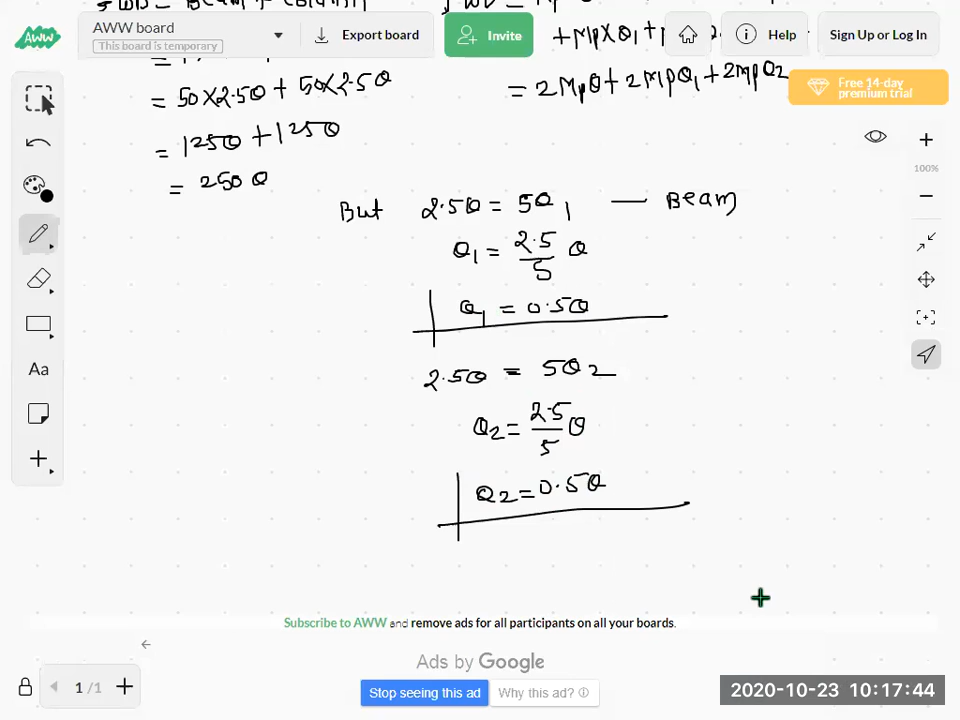 AWW
AWW board
This board is temporary
Export board
Invite
Help
Sign Up or Log In
Free 14-day
premium trial
100%
= 50×2.5θ + 50×2.5θ
= 125θ + 125θ
= 250 θ
= 2Mpθ + 2Mpθ1 + 2Mpθ2
But 2.5θ = 5θ1 — Beam
θ1 = 2.5/5 θ
θ1 = 0.5θ
2.5θ = 5θ2
θ2 = 2.5/5 θ
θ2 = 0.5θ
Aa
Subscribe to AWW and remove ads for all participants on all your boards.
1 / 1
Ads by Google
Stop seeing this ad
Why this ad?
2020-10-23 10:17:44